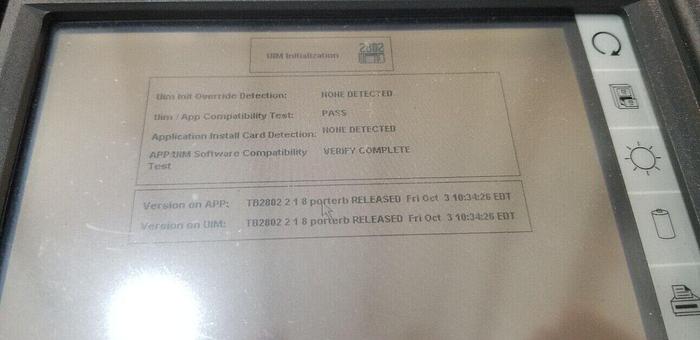 UIM Initialization
Uim Init Override Detection: NONE DETECTED
Uim / App Compatibility Test: PASS
Application Install Card Detection: NONE DETECTED
APP:UIM Software Compatibility Test VERIFY COMPLETE
Version on APP: TB2802 2 1 8 porterb RELEASED Fri Oct 3 10:34:26 EDT
Version on UIM: TB2802 2 1 8 porterb RELEASED Fri Oct 3 10:34:26 EDT